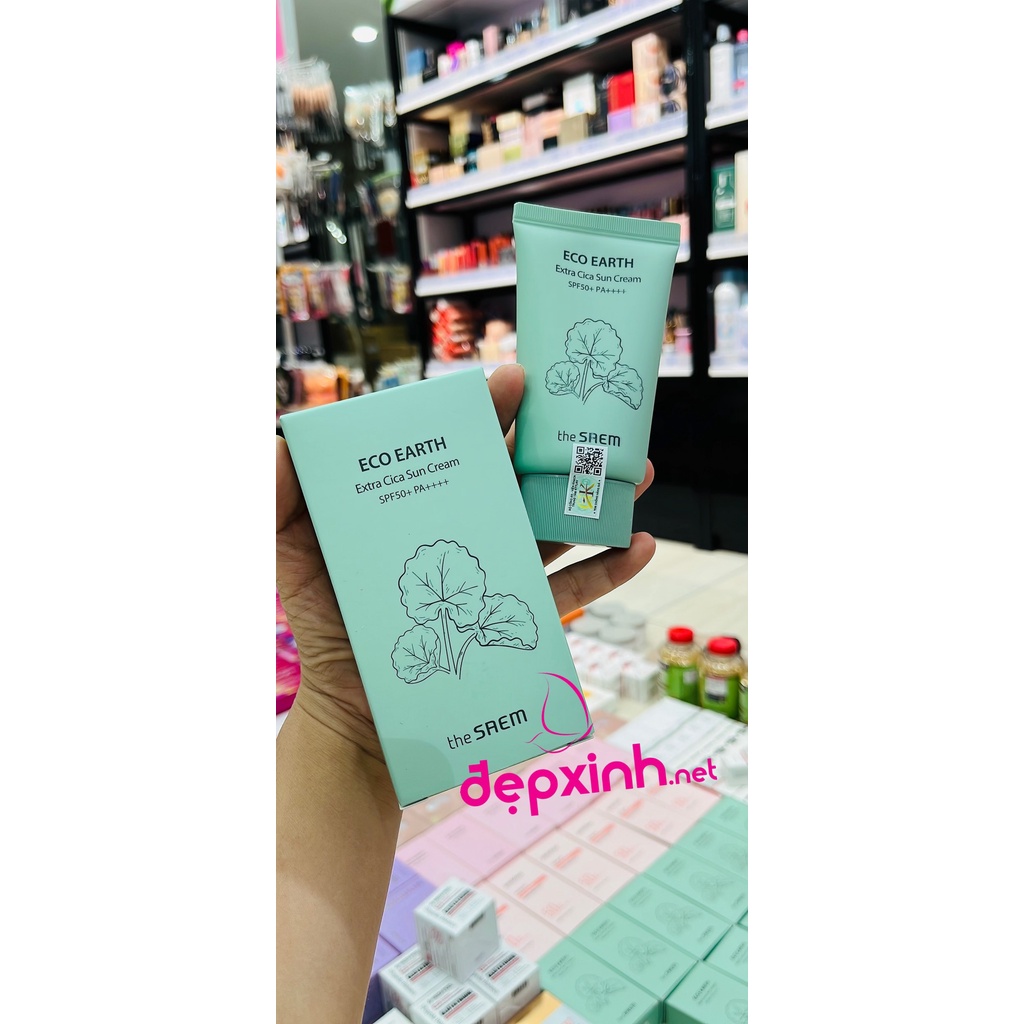 ECO EARTH
Extra Cica Sun Cream
SPF50+ PA++++
the SAEM
ECO EARTH
Extra Cica Sun Cream
SPF50+ PA++++
the SAEM
đẹpxinh.net